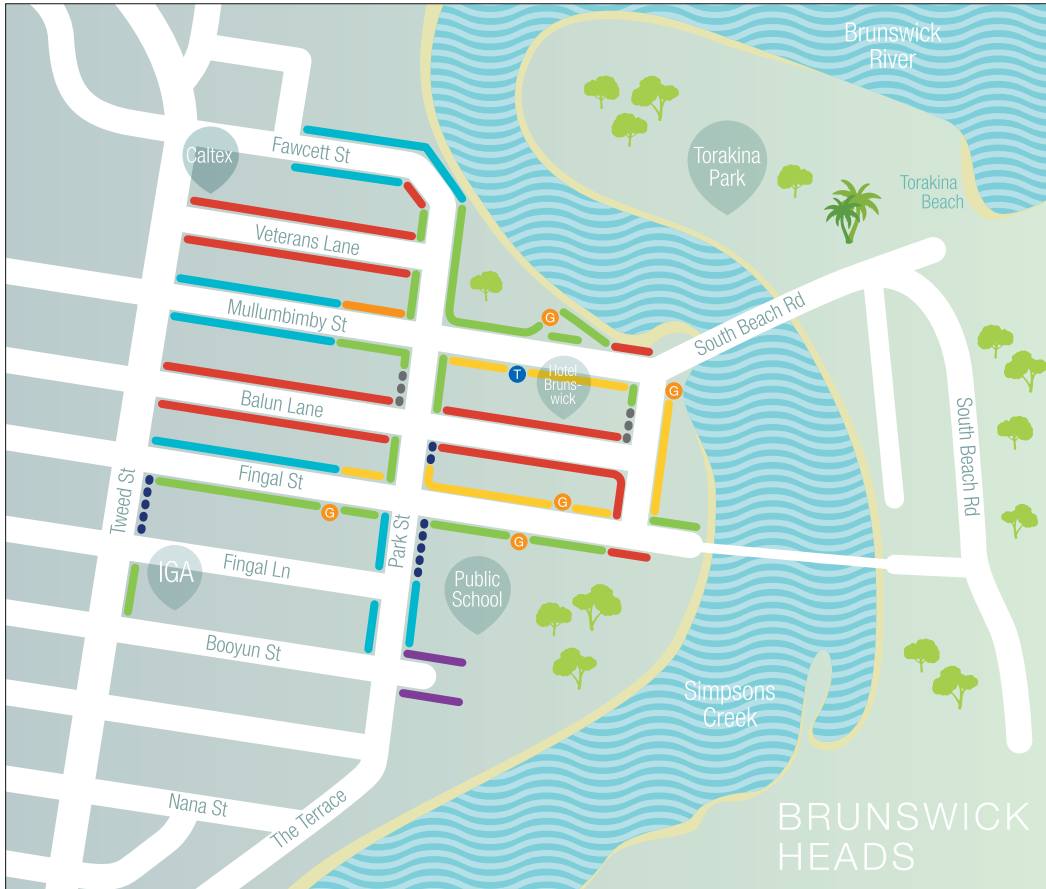 Brunswick
River
Caltex
Fawcett St
Torakina
Park
Torakina
Beach
Veterans Lane
Mullumbimby St
G
South Beach Rd
T
Hotel
Bruns-
wick
G
Balun Lane
South Beach Rd
Fingal St
G
Tweed St
G
Park St
G
IGA
Fingal Ln
Public
School
Booyun St
Simpsons
Creek
Nana St
The Terrace
BRUNSWICK
HEADS